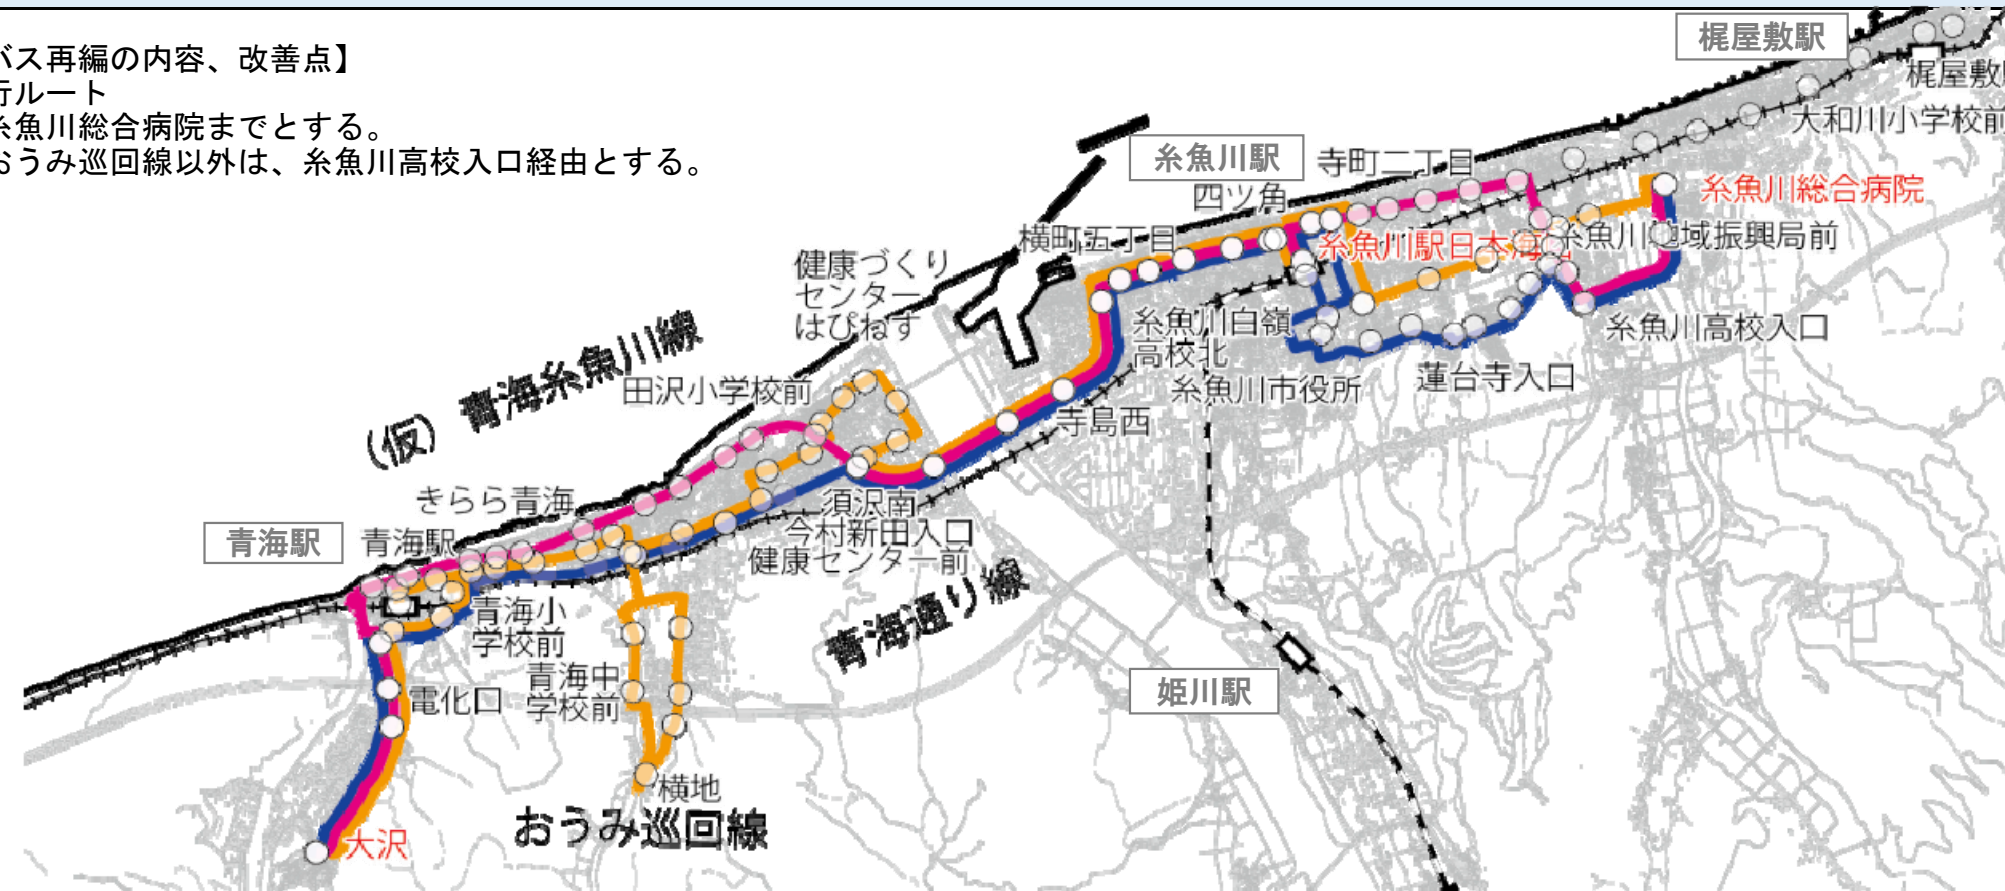 バス再編の内容、改善点】
行ルート
糸魚川総合病院までとする。
おうみ巡回線以外は、糸魚川高校入口経由とする。
梶屋敷駅
梶屋敷
大和川小学校前
糸魚川駅
寺町二丁目
四ツ角
糸魚川総合病院
横町五丁目
糸魚川駅日本海
糸魚川地域振興局前
健康づくり
センター
はぴねす
糸魚川白嶺
高校北
糸魚川高校入口
(仮) 青海糸魚川線
田沢小学校前
糸魚川市役所
蓮台寺入口
寺島西
きらら青海
須沢南
今村新田入口
健康センター前
青海駅
青海駅
青海通り線
青海小
学校前
青海中
学校前
電化口
姫川駅
横地
おうみ巡回線
大沢